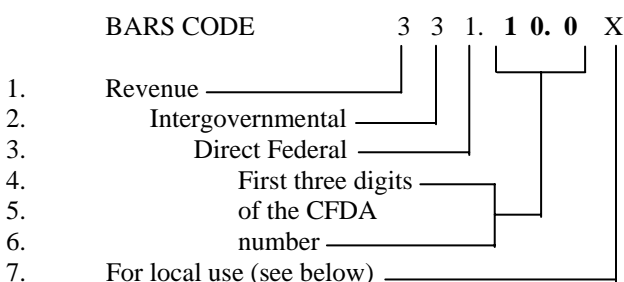 BARS CODE 3 3 1. 1 0. 0 X
1. Revenue
2. Intergovernmental
3. Direct Federal
4. First three digits
5. of the CFDA
6. number
7. For local use (see below)